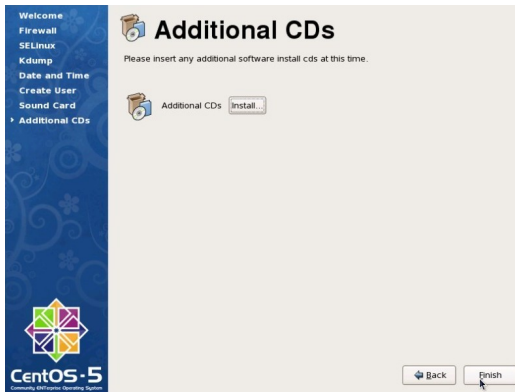 Welcome
Firewall
SELinux
Kdump
Date and Time
Create User
Sound Card
Additional CDs
Additional CDs
Please insert any additional software install cds at this time.
Additional CDs Install...
CentOS-5
Community ENTerprise Operating System
Back Finish